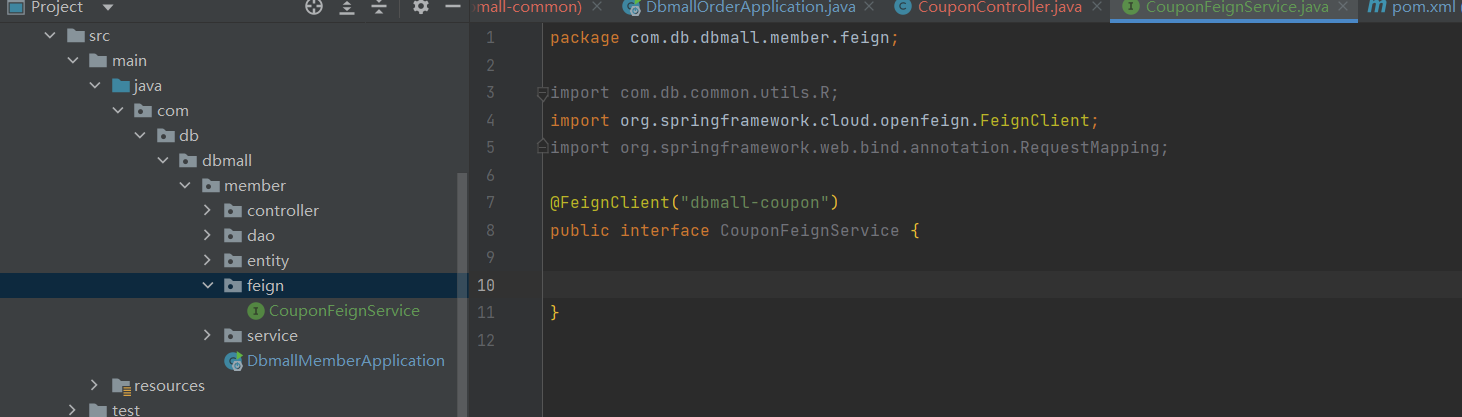 Project
mall-common)
DbmallOrderApplication.java
CouponController.java
CouponFeignService.java
pom.xml
src
main
java
com
db
dbmall
member
controller
dao
entity
feign
CouponFeignService
service
DbmallMemberApplication
resources
test
1 package com.db.dbmall.member.feign;
2
3 import com.db.common.utils.R;
4 import org.springframework.cloud.openfeign.FeignClient;
5 import org.springframework.web.bind.annotation.RequestMapping;
6
7 @FeignClient("dbmall-coupon")
8 public interface CouponFeignService {
9
10
11 }
12